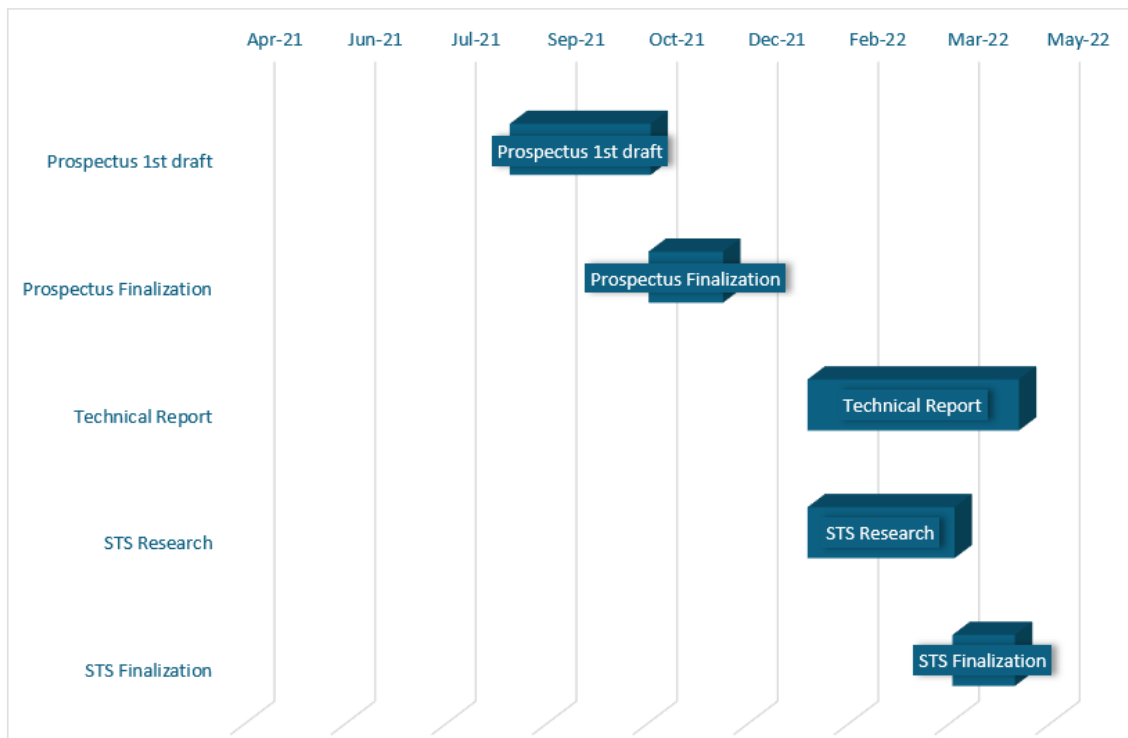 Apr-21 Jun-21 Jul-21 Sep-21 Oct-21 Dec-21 Feb-22 Mar-22 May-22
Prospectus 1st draft Prospectus 1st draft
Prospectus Finalization Prospectus Finalization
Technical Report Technical Report
STS Research STS Research
STS Finalization STS Finalization